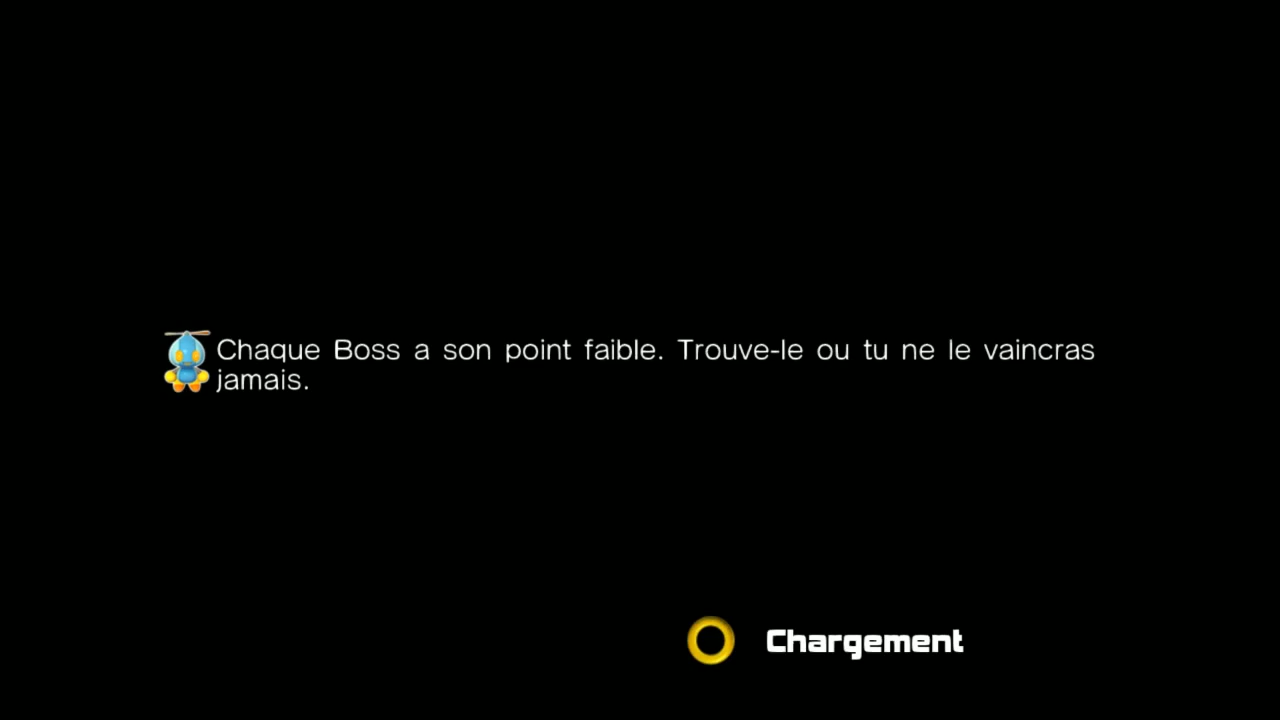 Chaque Boss a son point faible. Trouve-le ou tu ne le vaincras
jamais.
Chargement